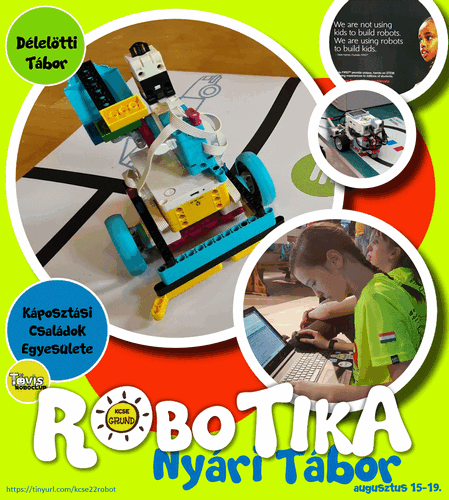 Délelőtti
Tábor
We are not using
kids to build robots.
We are using robots
to build kids.
Káposztási
Családok
Egyesülete
Tövis
ROBOCLUB
ROBOTIKA
KCSE
GRUND
Nyári Tábor
augusztus 15-19.
https://tinyurl.com/kcse22robot